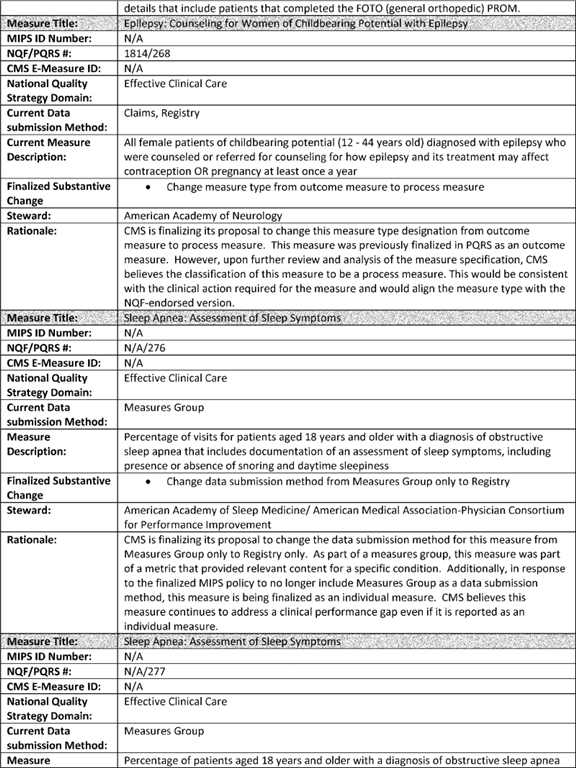 details that include patients that completed the FOTO (general orthopedic) PROM.
Measure Title: Epilepsy: Counseling for Women of Childbearing Potential with Epilepsy
MIPS ID Number: N/A
NQF/PQRS #: 1814/268
CMS E-Measure ID: N/A
National Quality Effective Clinical Care
Strategy Domain:
Current Data Claims, Registry
submission Method:
Current Measure All female patients of childbearing potential (12 - 44 years old) diagnosed with epilepsy who
Description: were counseled or referred for counseling for how epilepsy and its treatment may affect
contraception OR pregnancy at least once a year
Finalized Substantive • Change measure type from outcome measure to process measure
Change
Steward: American Academy of Neurology
Rationale: CMS is finalizing its proposal to change this measure type designation from outcome
measure to process measure. This measure was previously finalized in PQRS as an outcome
measure. However, upon further review and analysis of the measure specification, CMS
believes the classification of this measure to be a process measure. This would be consistent
with the clinical action required for the measure and would align the measure type with the
NQF-endorsed version.
Measure Title: Sleep Apnea: Assessment of Sleep Symptoms
MIPS ID Number: N/A
NQF/PQRS #: N/A/276
CMS E-Measure ID: N/A
National Quality Effective Clinical Care
Strategy Domain:
Current Data Measures Group
submission Method:
Measure Percentage of visits for patients aged 18 years and older with a diagnosis of obstructive
Description: sleep apnea that includes documentation of an assessment of sleep symptoms, including
presence or absence of snoring and daytime sleepiness
Finalized Substantive • Change data submission method from Measures Group only to Registry
Change
Steward: American Academy of Sleep Medicine/ American Medical Association-Physician Consortium
for Performance Improvement
Rationale: CMS is finalizing its proposal to change the data submission method for this measure from
Measures Group only to Registry only. As part of a measures group, this measure was part
of a metric that provided relevant content for a specific condition. Additionally, in response
to the finalized MIPS policy to no longer include Measures Group as a data submission
method, this measure is being finalized as an individual measure. CMS believes this
measure continues to address a clinical performance gap even if it is reported as an
individual measure.
Measure Title: Sleep Apnea: Assessment of Sleep Symptoms
MIPS ID Number: N/A
NQF/PQRS #: N/A/277
CMS E-Measure ID: N/A
National Quality Effective Clinical Care
Strategy Domain:
Current Data Measures Group
submission Method:
Measure Percentage of patients aged 18 years and older with a diagnosis of obstructive sleep apnea